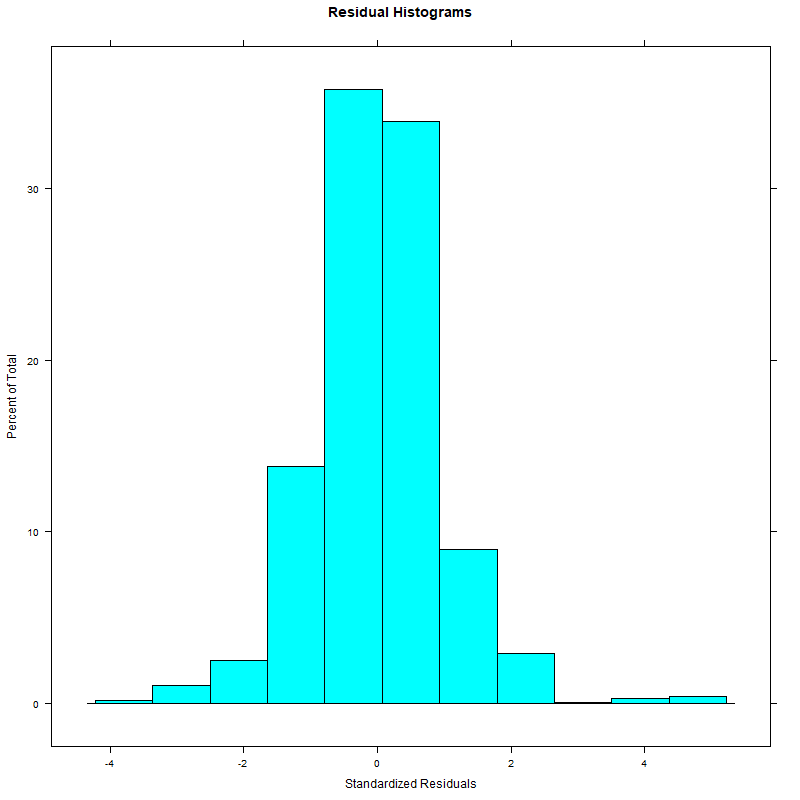 Residual Histograms
Percent of Total
30
20
10
0
-4 -2 0 2 4
Standardized Residuals